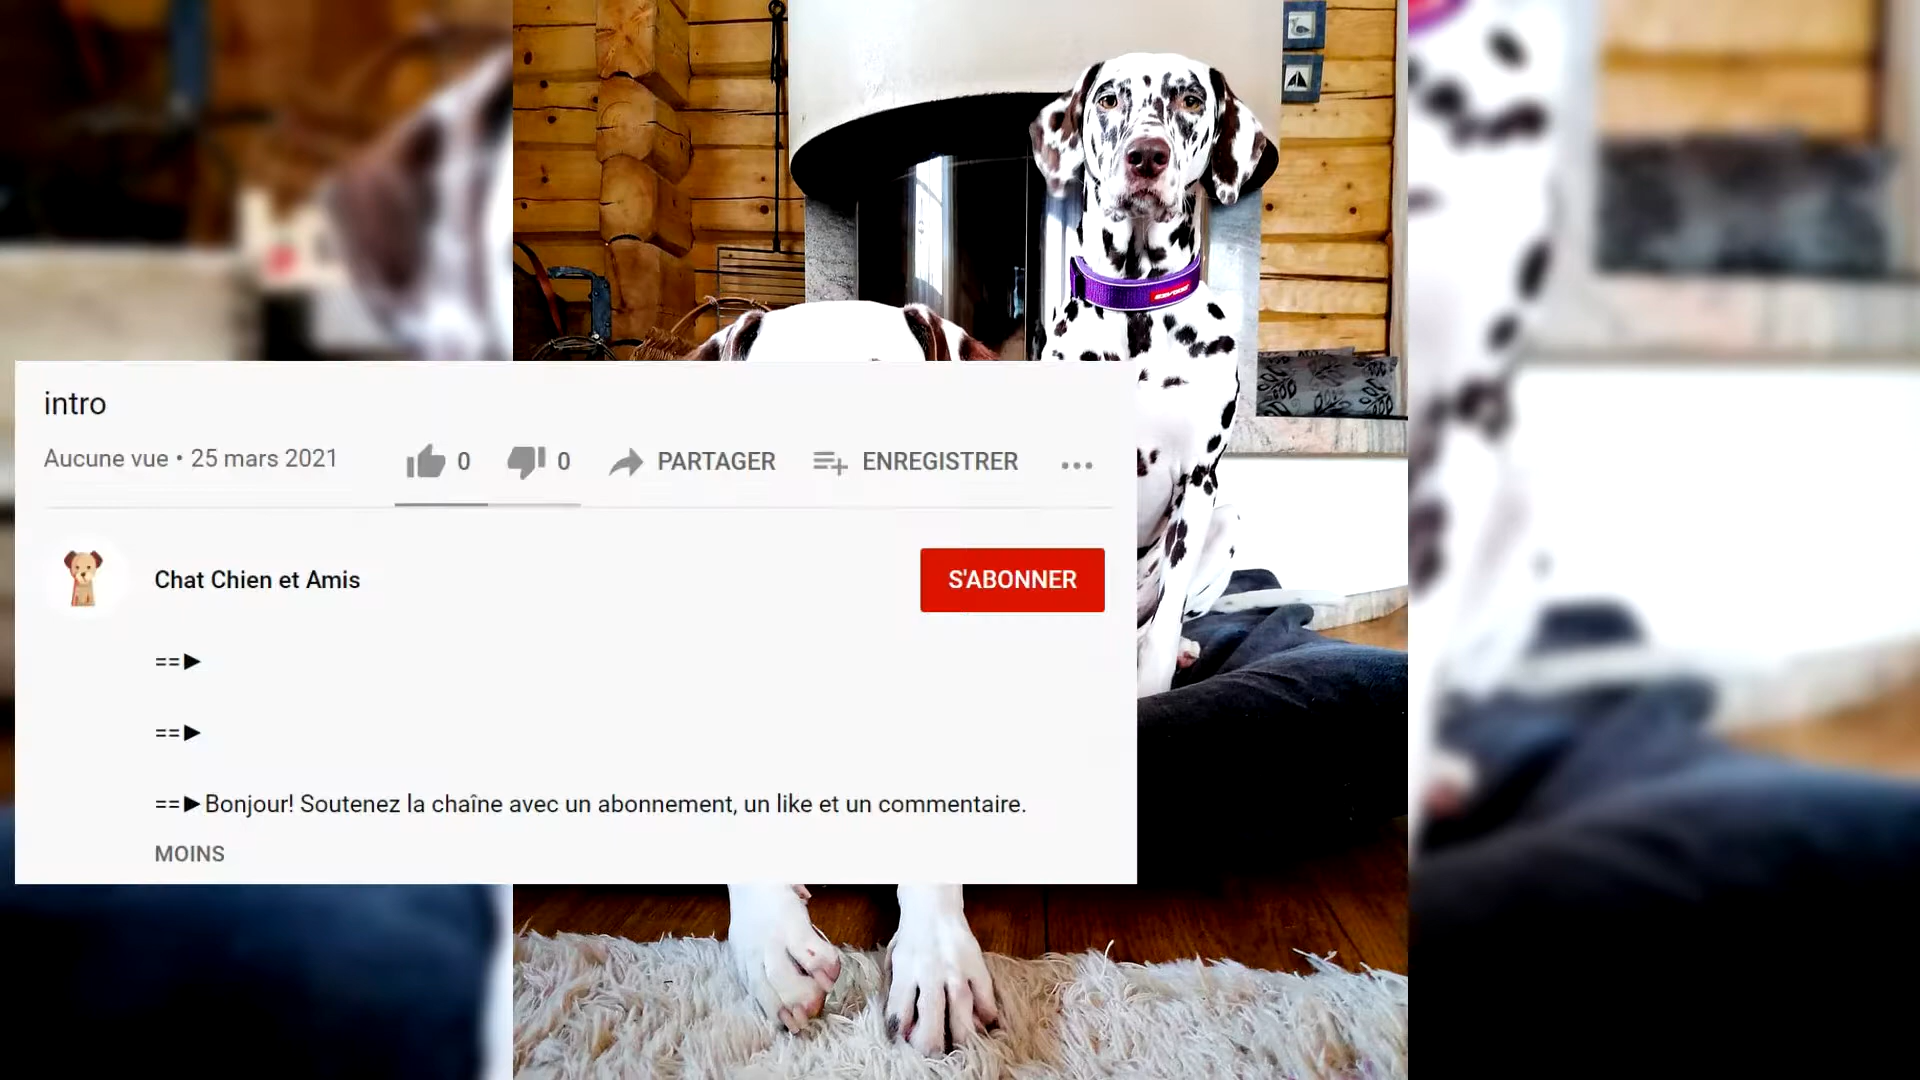 intro
Aucune vue • 25 mars 2021
0
0
PARTAGER
ENREGISTRER
Chat Chien et Amis
S'ABONNER
==►
==►
==►Bonjour! Soutenez la chaîne avec un abonnement, un like et un commentaire.
MOINS